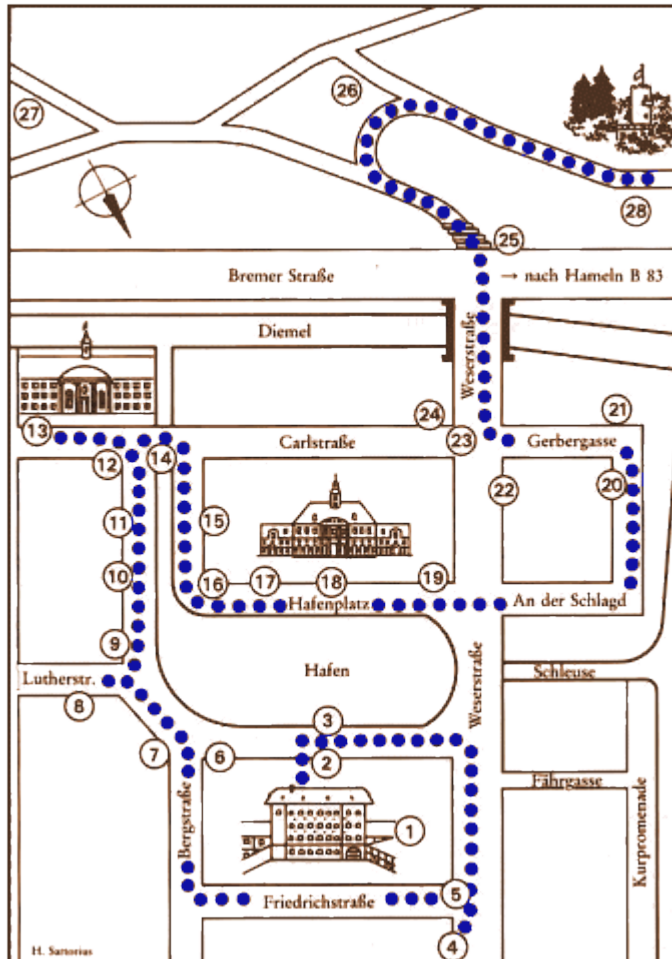 26
27
28
25
Bremer Straße
→ nach Hameln B 83
Diemel
Weserstraße
24
21
13
14
Carlstraße
23
Gerbergasse
12
22
20
11
15
10
16
17
18
19
Hafenplatz
An der Schlagd
9
Lutherstr.
Hafen
Schleuse
8
Weserstraße
3
7
6
2
Fährgasse
Bergstraße
1
Kurpromenade
5
Friedrichstraße
4
H. Sartorius